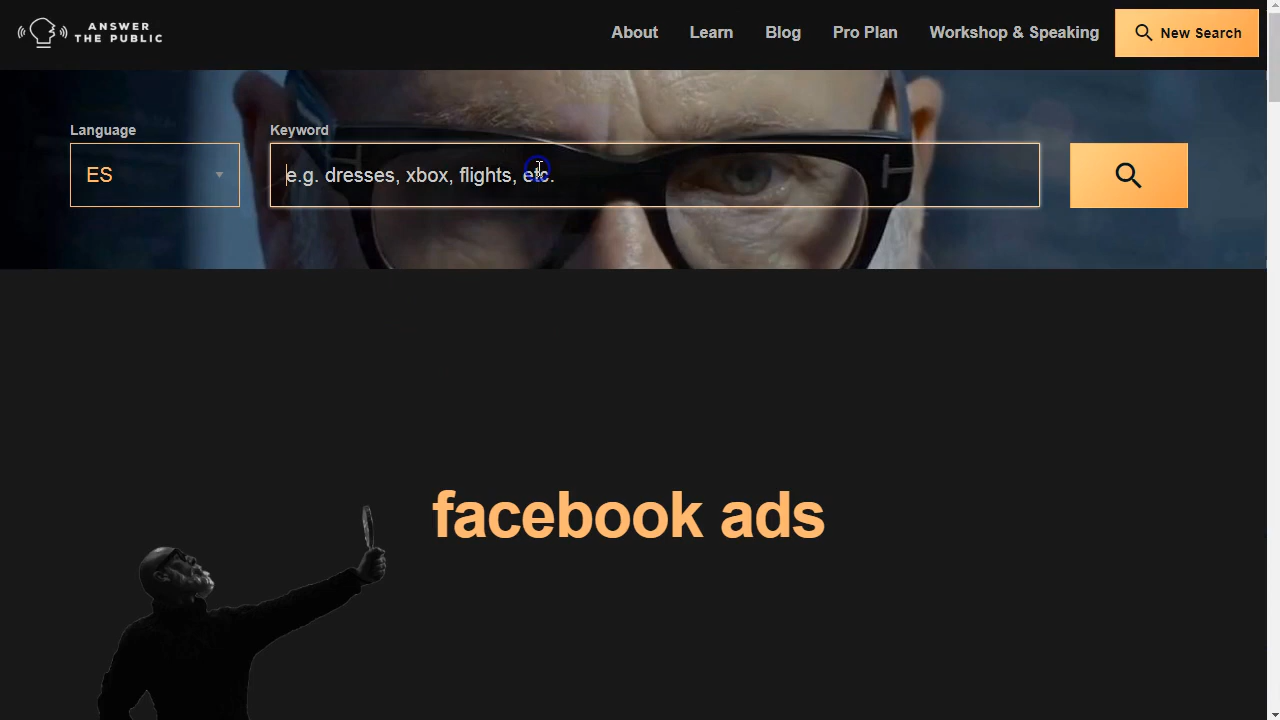 ANSWER
THE PUBLIC
About
Learn
Blog
Pro Plan
Workshop & Speaking
New Search
Language
Keyword
ES
e.g. dresses, xbox, flights, etc.
facebook ads